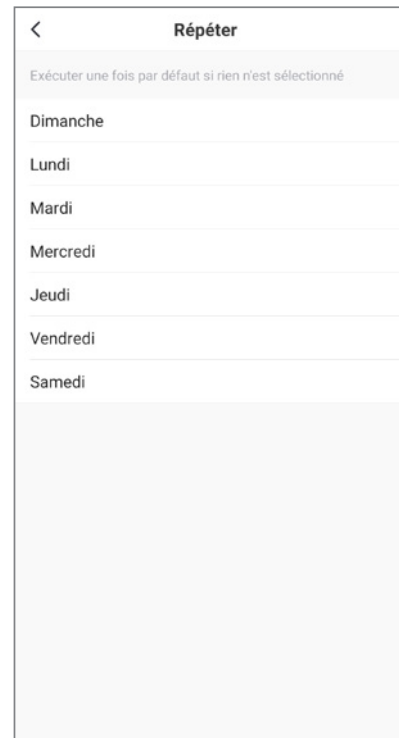 Répéter
Exécuter une fois par défaut si rien n'est sélectionné
Dimanche
Lundi
Mardi
Mercredi
Jeudi
Vendredi
Samedi